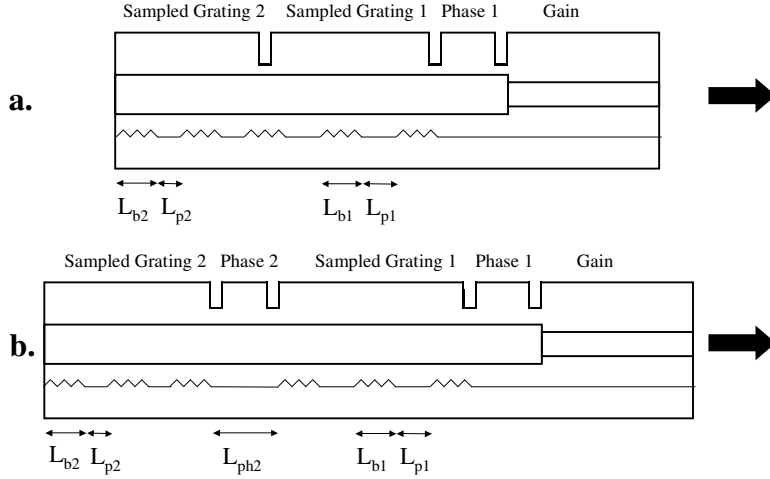 Sampled Grating 2 Sampled Grating 1 Phase 1 Gain
a.
Lb2 Lp2 Lb1 Lp1
Sampled Grating 2 Phase 2 Sampled Grating 1 Phase 1 Gain
b.
Lb2 Lp2 Lph2 Lb1 Lp1